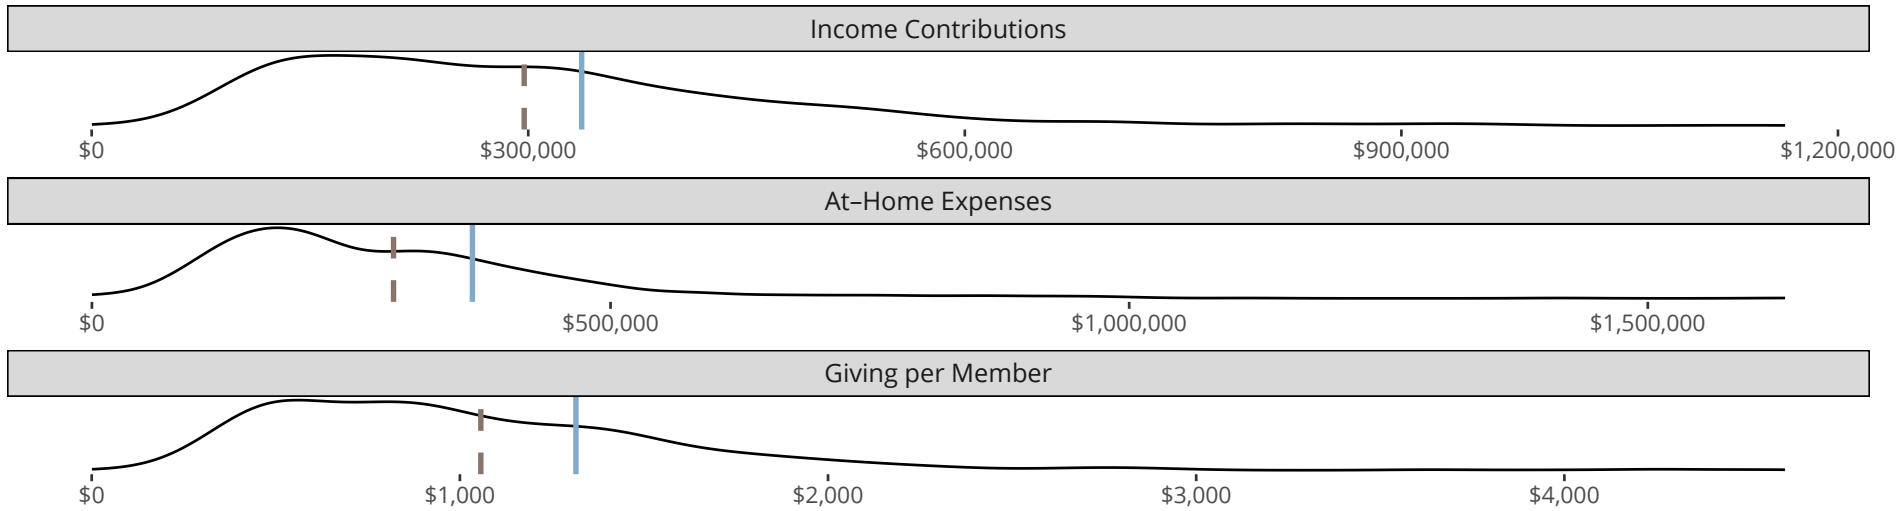 Income Contributions
$0 $300,000 $600,000 $900,000 $1,200,000
At–Home Expenses
$0 $500,000 $1,000,000 $1,500,000
Giving per Member
$0 $1,000 $2,000 $3,000 $4,000